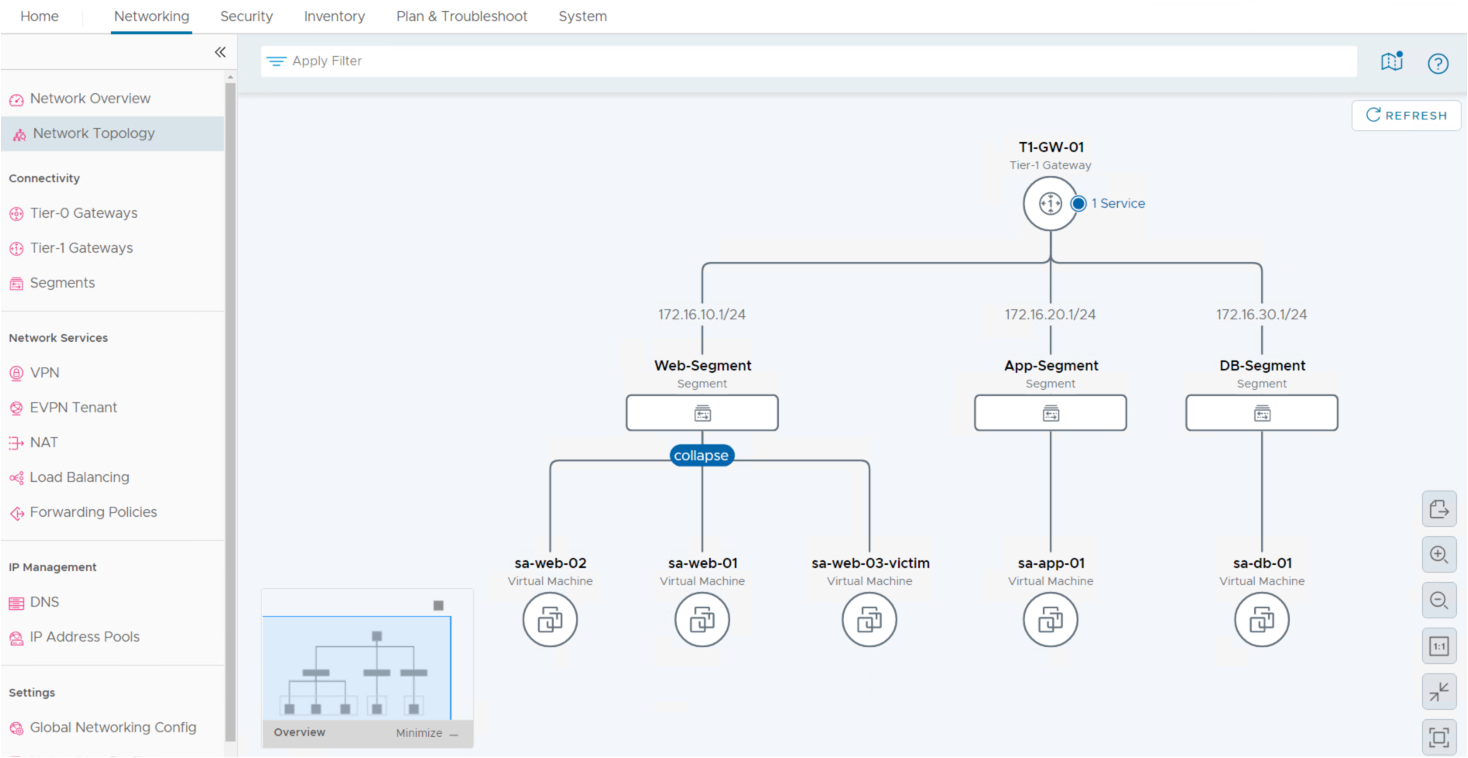 Home Networking Security Inventory Plan & Troubleshoot System
Apply Filter
Network Overview
Network Topology
Connectivity
Tier-0 Gateways
Tier-1 Gateways
Segments
Network Services
VPN
EVPN Tenant
NAT
Load Balancing
Forwarding Policies
IP Management
DNS
IP Address Pools
Settings
Global Networking Config
REFRESH
T1-GW-01
Tier-1 Gateway
1 Service
172.16.10.1/24 172.16.20.1/24 172.16.30.1/24
Web-Segment App-Segment DB-Segment
Segment Segment Segment
collapse
sa-web-02 sa-web-01 sa-web-03-victim sa-app-01 sa-db-01
Virtual Machine Virtual Machine Virtual Machine Virtual Machine Virtual Machine
Overview Minimize
1:1